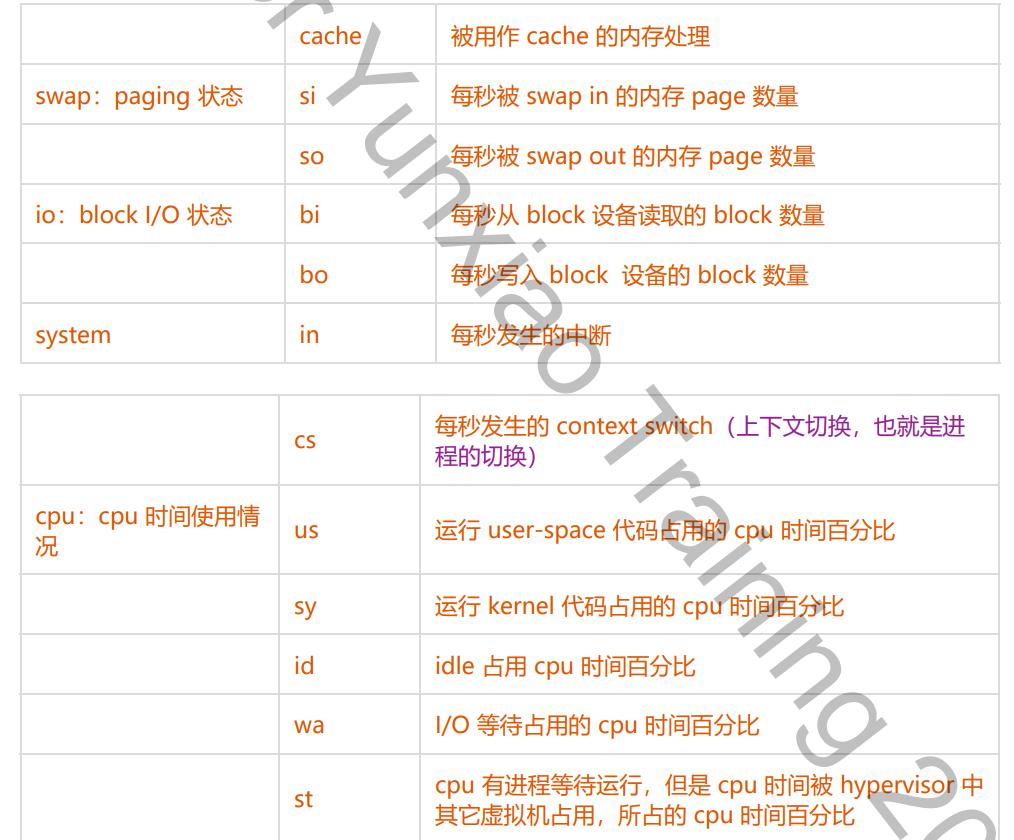 cache 被用作 cache 的内存处理
swap：paging 状态 si 每秒被 swap in 的内存 page 数量
so 每秒被 swap out 的内存 page 数量
io：block I/O 状态 bi 每秒从 block 设备读取的 block 数量
bo 每秒写入 block 设备的 block 数量
system in 每秒发生的中断
cs 每秒发生的 context switch（上下文切换，也就是进
程的切换）
cpu：cpu 时间使用情
况
us 运行 user-space 代码占用的 cpu 时间百分比
sy 运行 kernel 代码占用的 cpu 时间百分比
id idle 占用 cpu 时间百分比
wa I/O 等待占用的 cpu 时间百分比
st cpu 有进程等待运行，但是 cpu 时间被 hypervisor 中
其它虚拟机占用，所占的 cpu 时间百分比
Yunxiao Training